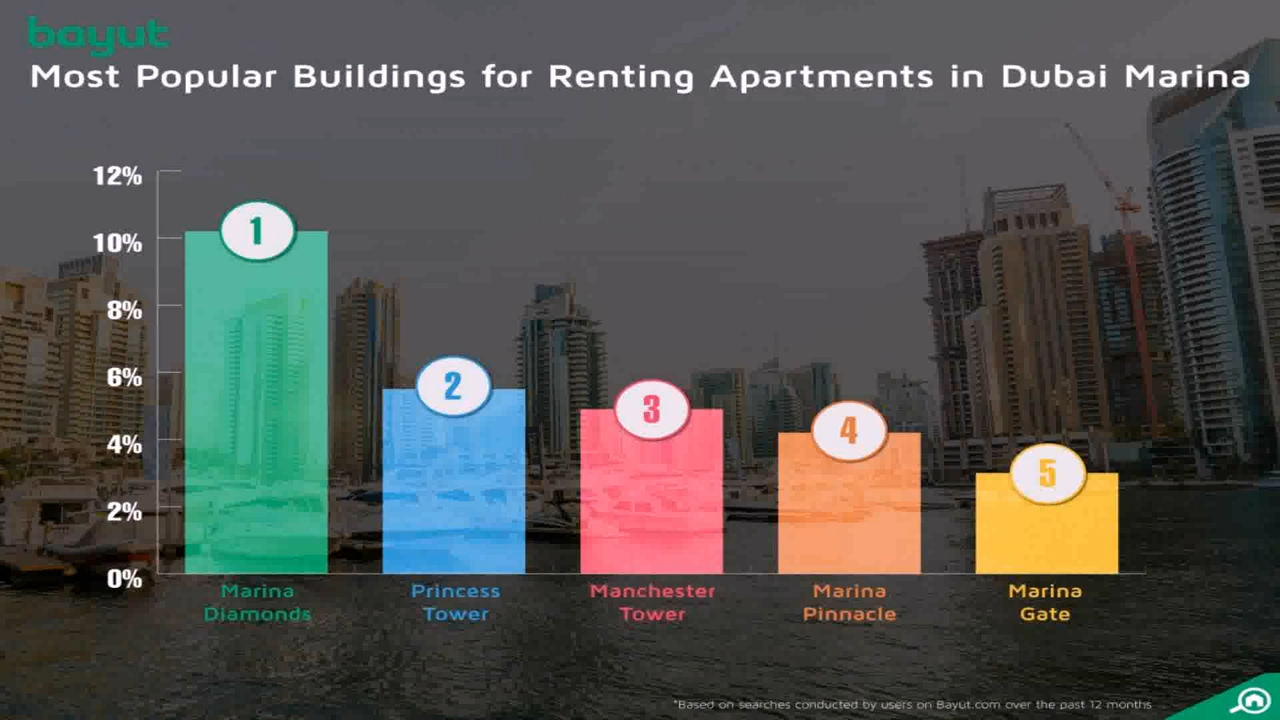 bayut
Most Popular Buildings for Renting Apartments in Dubai Marina
12%
10%
8%
6%
4%
2%
0%
1
2
3
4
5
Marina
Diamonds
Princess
Tower
Manchester
Tower
Marina
Pinnacle
Marina
Gate
*Based on searches conducted by users on Bayut.com over the past 12 months